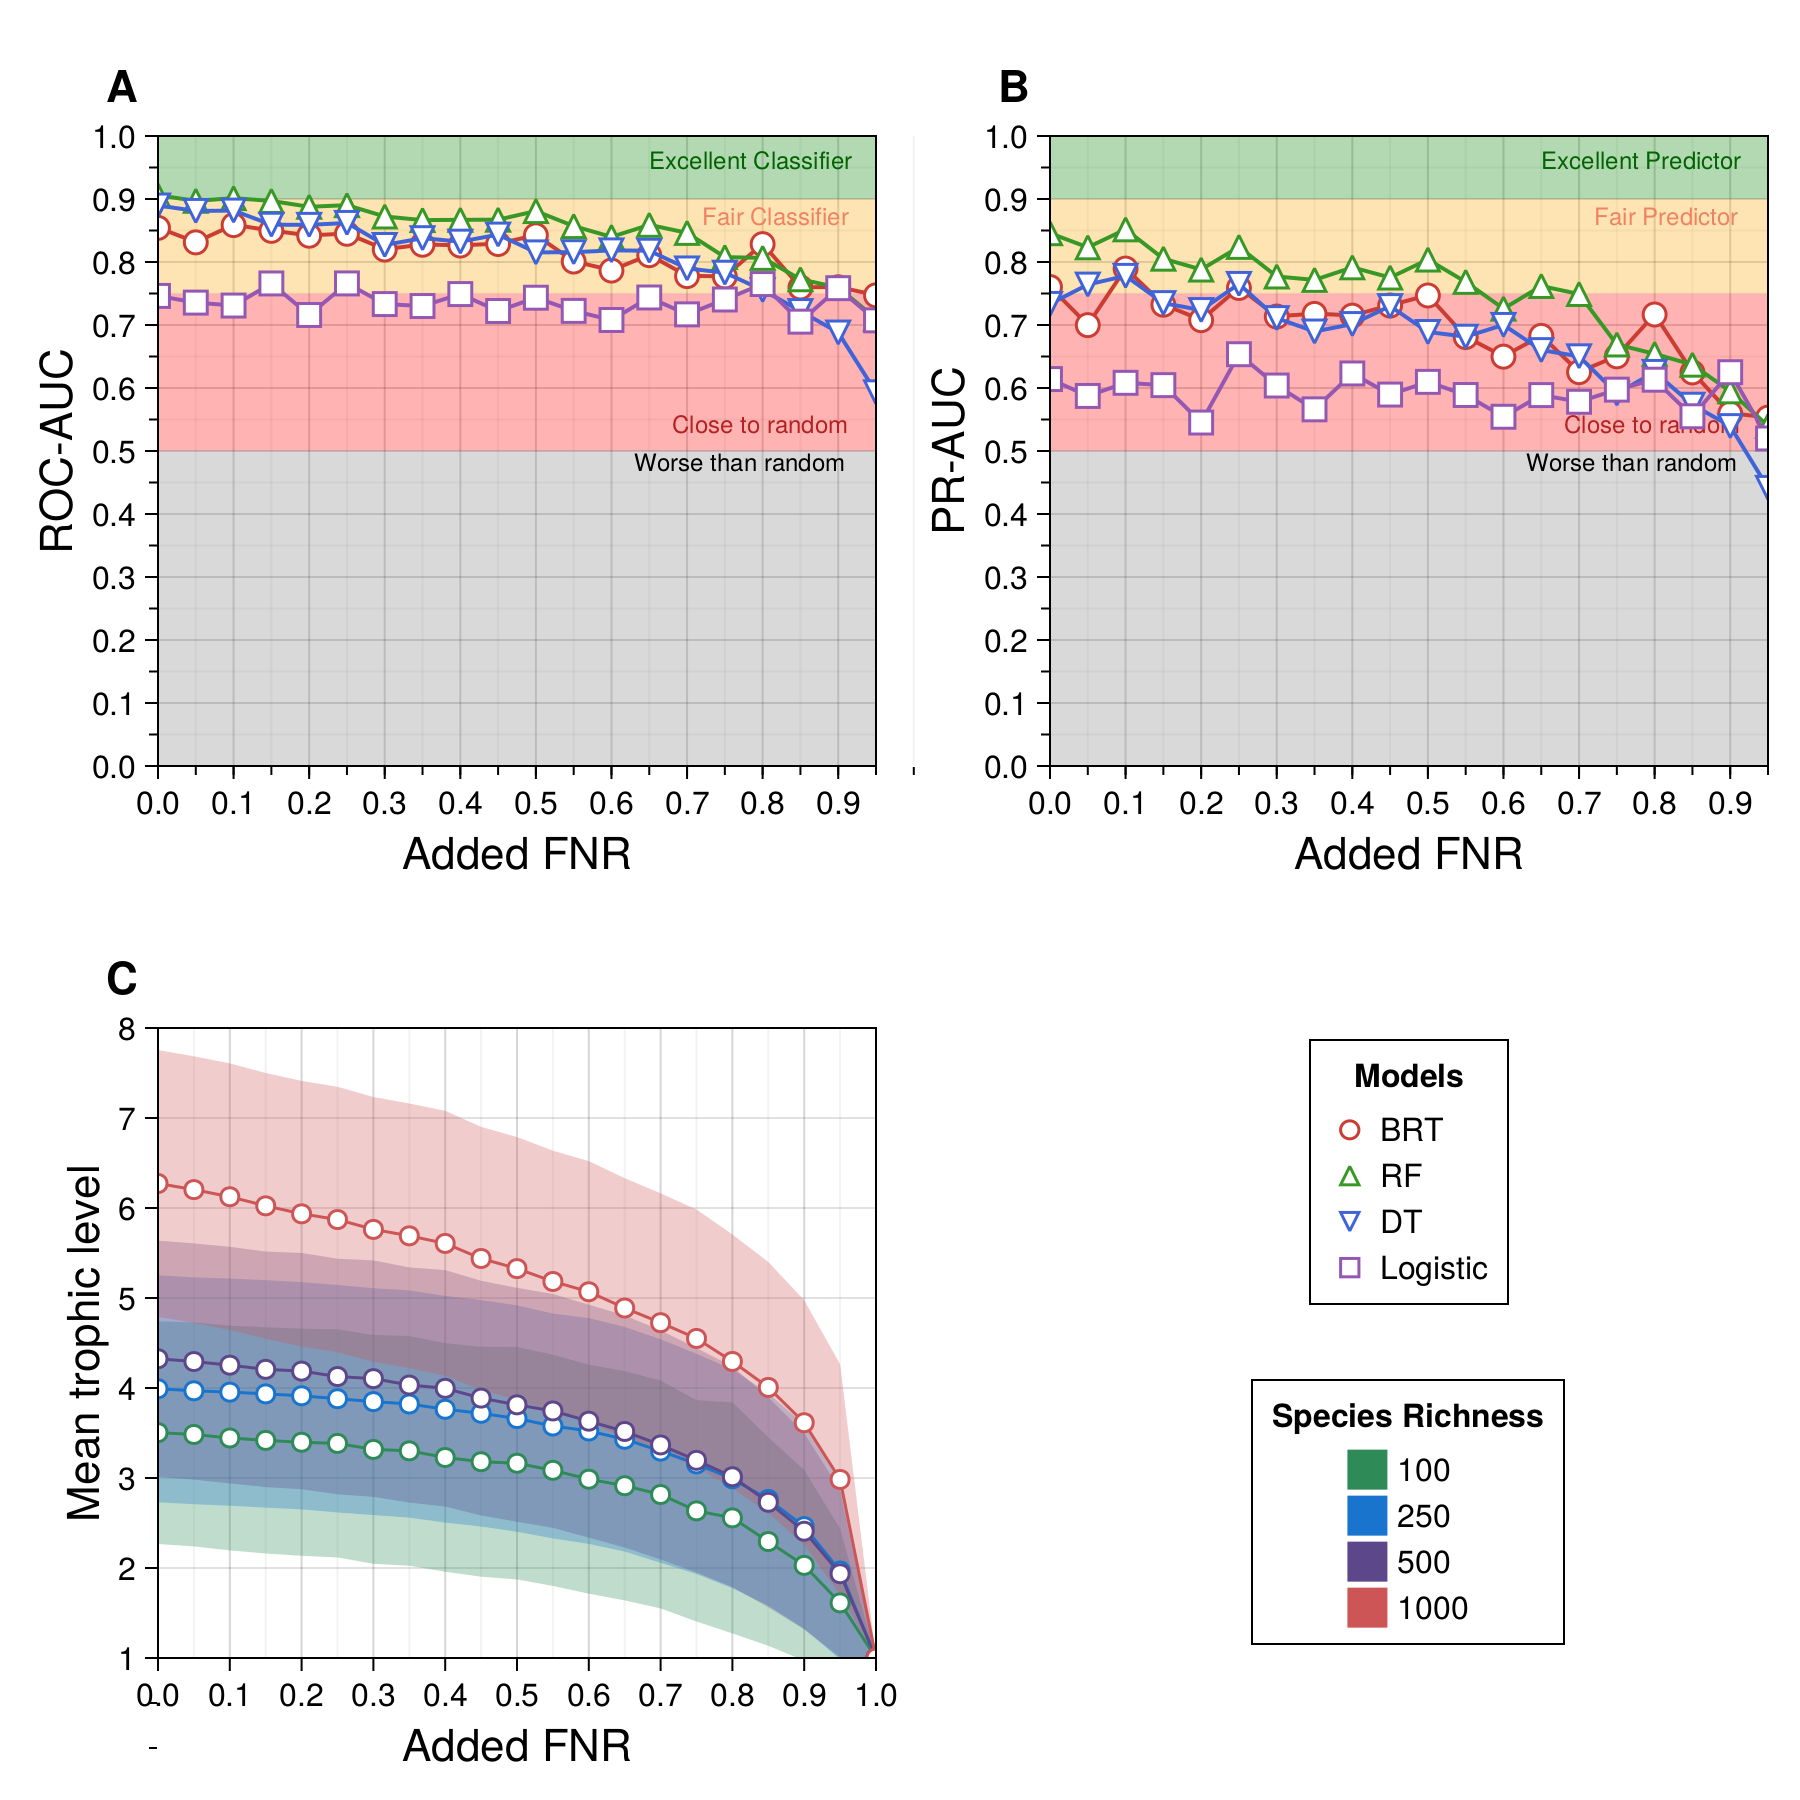 A
1.0
0.9
0.8
0.7
0.6
0.5
0.4
0.3
0.2
0.1
0.0
ROC-AUC
Excellent Classifier
Fair Classifier
Close to random
Worse than random
0.0 0.1 0.2 0.3 0.4 0.5 0.6 0.7 0.8 0.9
Added FNR
B
1.0
0.9
0.8
0.7
0.6
0.5
0.4
0.3
0.2
0.1
0.0
PR-AUC
Excellent Predictor
Fair Predictor
Close to random
Worse than random
0.0 0.1 0.2 0.3 0.4 0.5 0.6 0.7 0.8 0.9
Added FNR
C
8
7
6
5
4
3
2
1
Mean trophic level
0.0 0.1 0.2 0.3 0.4 0.5 0.6 0.7 0.8 0.9 1.0
Added FNR
Models
BRT
RF
DT
Logistic
Species Richness
100
250
500
1000